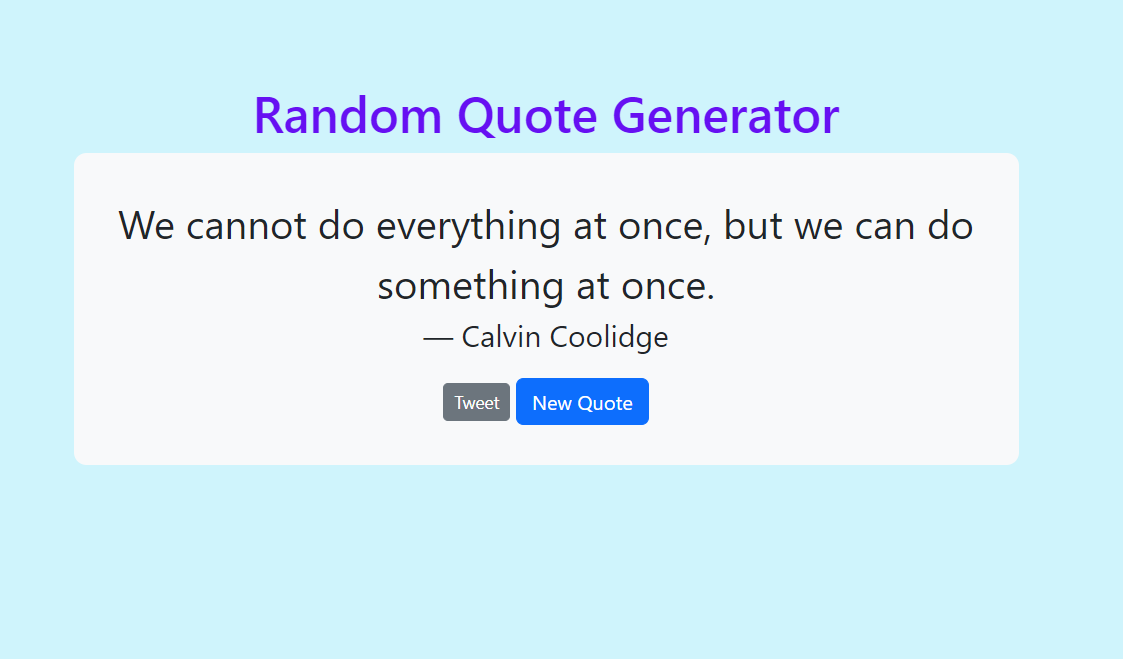 Random Quote Generator
We cannot do everything at once, but we can do
something at once.
— Calvin Coolidge
Tweet New Quote